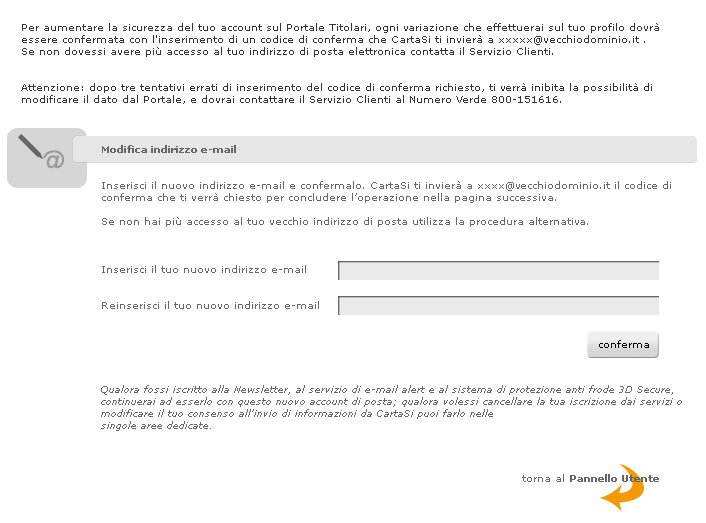 Per aumentare la sicurezza del tuo account sul Portale Titolari, ogni variazione che effettuerai sul tuo profilo dovrà
essere confermata con l'inserimento di un codice di conferma che CartaSi ti invierà a xxxxx@vecchiodominio.it .
Se non dovessi avere più accesso al tuo indirizzo di posta elettronica contatta il Servizio Clienti.
Attenzione: dopo tre tentativi errati di inserimento del codice di conferma richiesto, ti verrà inibita la possibilità di
modificare il dato dal Portale, e dovrai contattare il Servizio Clienti al Numero Verde 800-151616.
@
Modifica indirizzo e-mail
Inserisci il nuovo indirizzo e-mail e confermalo. CartaSi ti invierà a xxxx@vecchiodominio.it il codice di
conferma che ti verrà chiesto per concludere l'operazione nella pagina successiva.
Se non hai più accesso al tuo vecchio indirizzo di posta utilizza la procedura alternativa.
Inserisci il tuo nuovo indirizzo e-mail
Reinserisci il tuo nuovo indirizzo e-mail
conferma
Qualora fossi iscritto alla Newsletter, al servizio di e-mail alert e al sistema di protezione anti frode 3D Secure,
continuerai ad esserlo con questo nuovo account di posta; qualora volessi cancellare la tua iscrizione dai servizi o
modificare il tuo consenso all'invio di informazioni da CartaSi puoi farlo nelle
singole aree dedicate.
torna al Pannello Utente